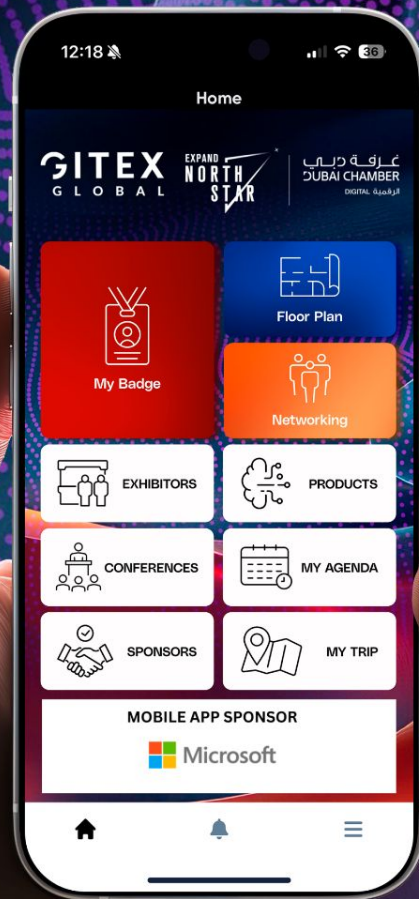 12:18
36
Home
GITEX
GLOBAL
EXPAND
NORTH
STAR
غرفة دبي
DUBAI CHAMBER
DIGITAL الرقمية
My Badge
Floor Plan
Networking
EXHIBITORS
PRODUCTS
CONFERENCES
MY AGENDA
SPONSORS
MY TRIP
MOBILE APP SPONSOR
Microsoft